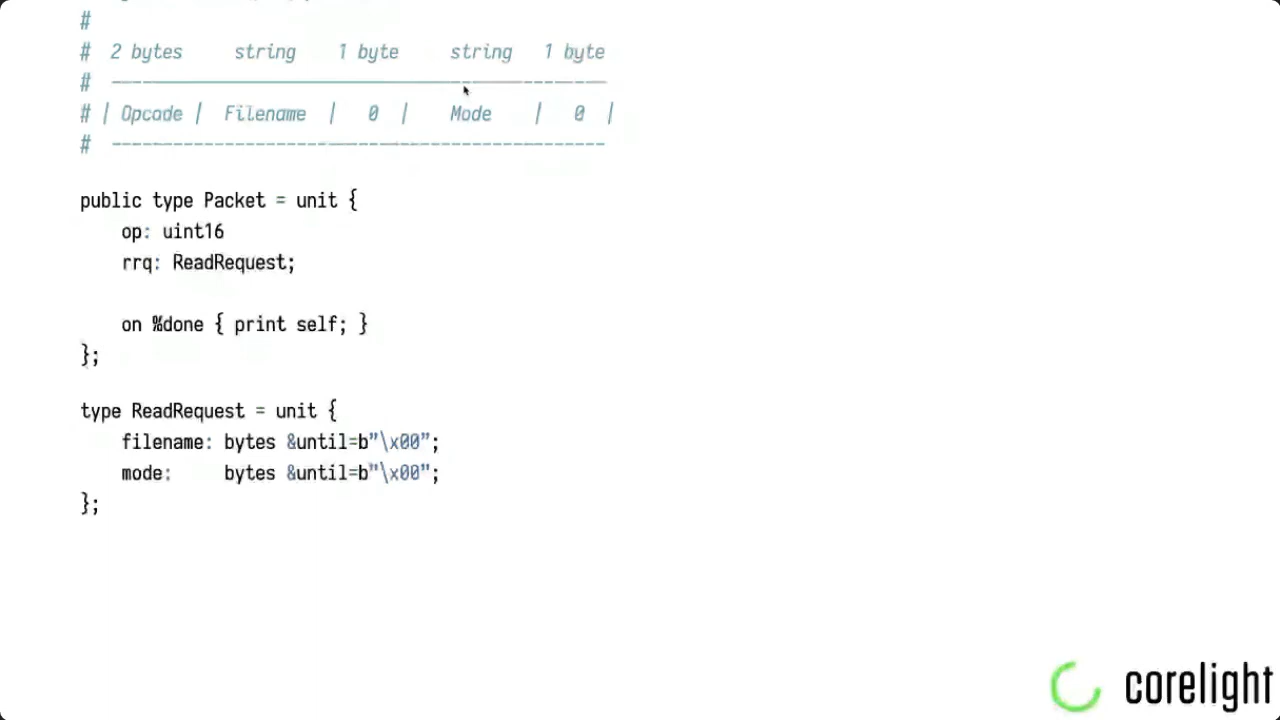 #
# 2 bytes string 1 byte string 1 byte
# ------------------------------------------------
# | Opcode | Filename | 0 | Mode | 0 |
# ------------------------------------------------
public type Packet = unit {
op: uint16
rrq: ReadRequest;
on %done { print self; }
};
type ReadRequest = unit {
filename: bytes &until=b"\x00";
mode: bytes &until=b"\x00";
};
corelight